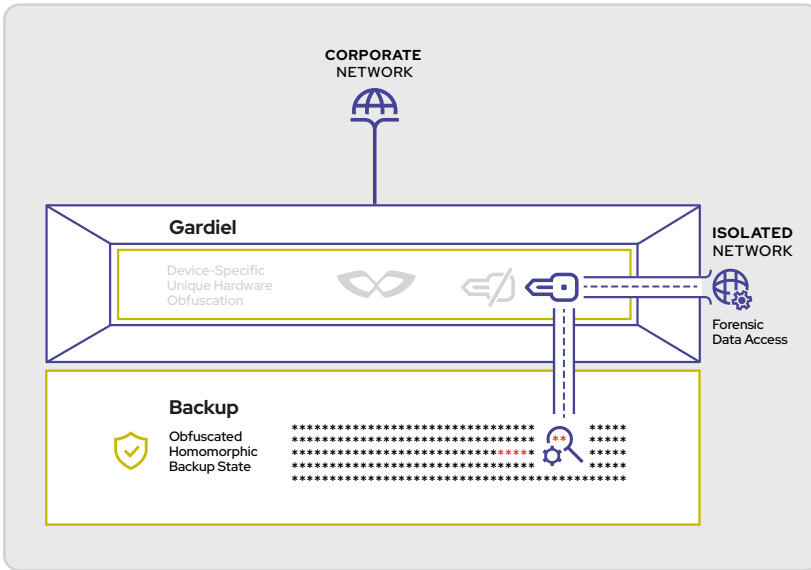 CORPORATE
NETWORK
Gardiel
ISOLATED
NETWORK
Device-Specific
Unique Hardware
Obfuscation
Forensic
Data Access
Backup
Obfuscated
Homomorphic
Backup State